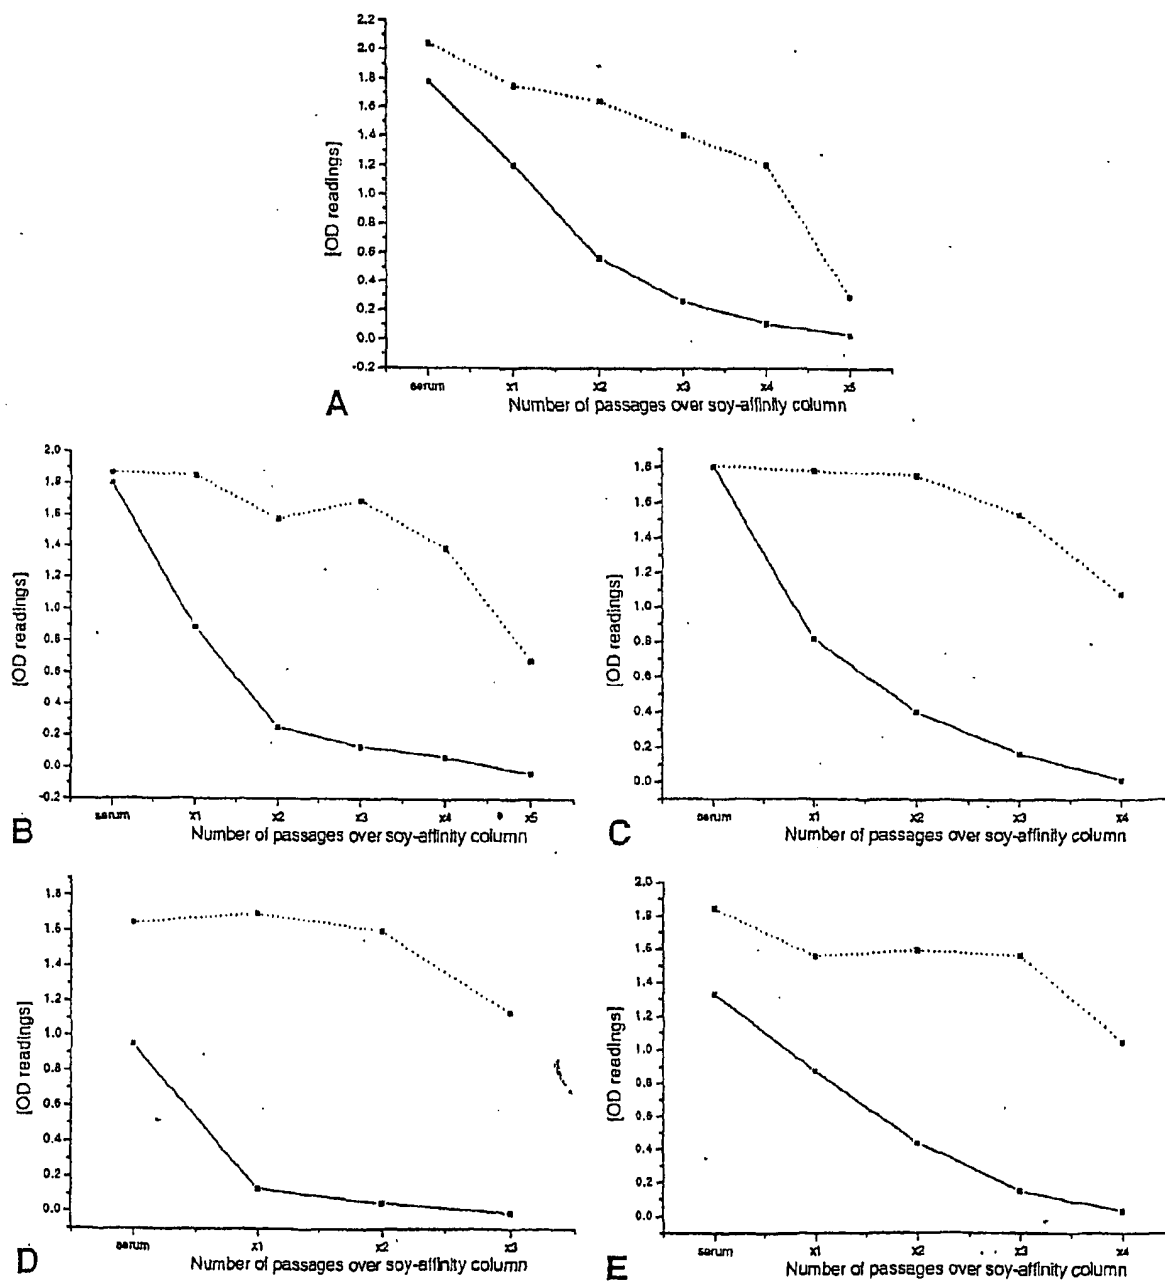 2.2
2.0
1.8
1.6
1.4
1.2
1.0
0.8
0.6
0.4
0.2
0.0
-0.2
[OD readings]
serum x1 x2 x3 x4 x5
Number of passages over soy-affinity column
A
2.0
1.8
1.6
1.4
1.2
1.0
0.8
0.6
0.4
0.2
0.0
-0.2
[OD readings]
serum x1 x2 x3 x4 x5
Number of passages over soy-affinity column
B
1.8
1.6
1.4
1.2
1.0
0.8
0.6
0.4
0.2
0.0
[OD readings]
serum x1 x2 x3 x4
Number of passages over soy-affinity column
C
1.8
1.6
1.4
1.2
1.0
0.8
0.6
0.4
0.2
0.0
[OD readings]
serum x1 x2 x3
Number of passages over soy-affinity column
D
2.0
1.8
1.6
1.4
1.2
1.0
0.8
0.6
0.4
0.2
0.0
[OD readings]
serum x1 x2 x3 x4
Number of passages over soy-affinity column
E